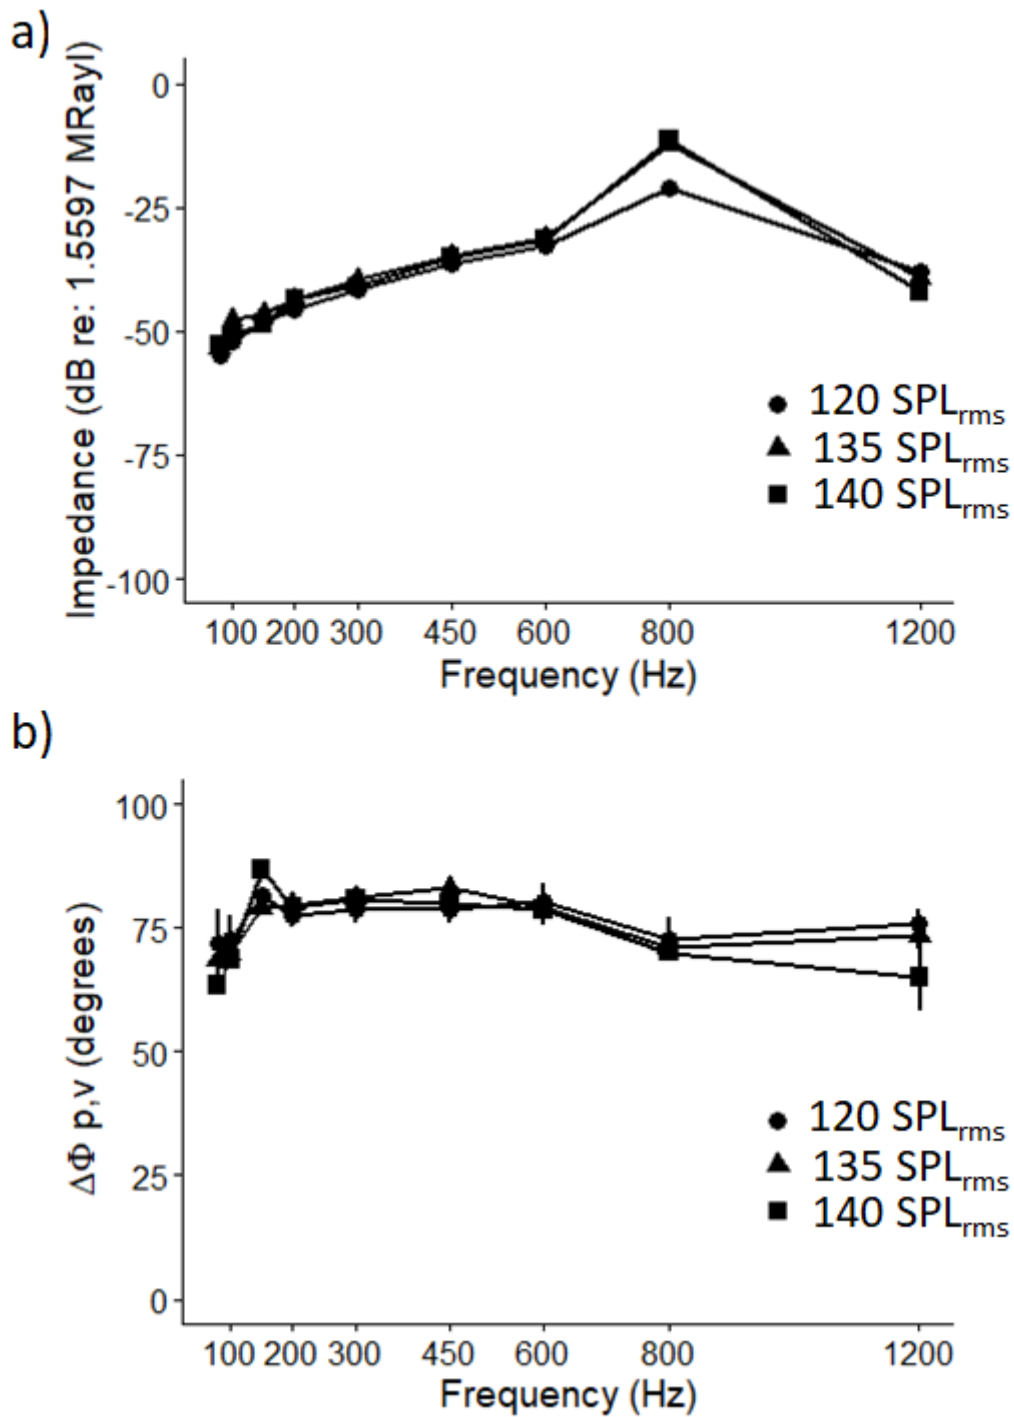 a)
Impedance (dB re: 1.5597 MRayl)
0
-25
-50
-75
-100
120 SPLrms
135 SPLrms
140 SPLrms
100 200 300 450 600 800 1200
Frequency (Hz)
b)
ΔΦ p,v (degrees)
100
75
50
25
0
120 SPLrms
135 SPLrms
140 SPLrms
100 200 300 450 600 800 1200
Frequency (Hz)